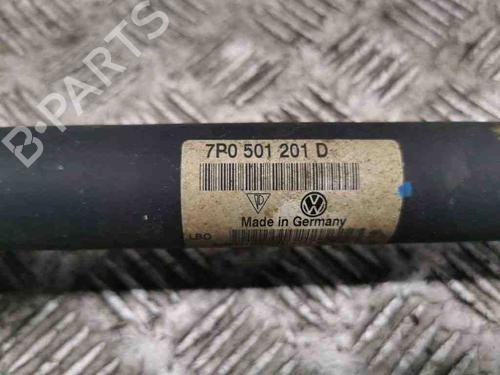 B-PARTS
7P0 501 201 D
Made in Germany
LBO